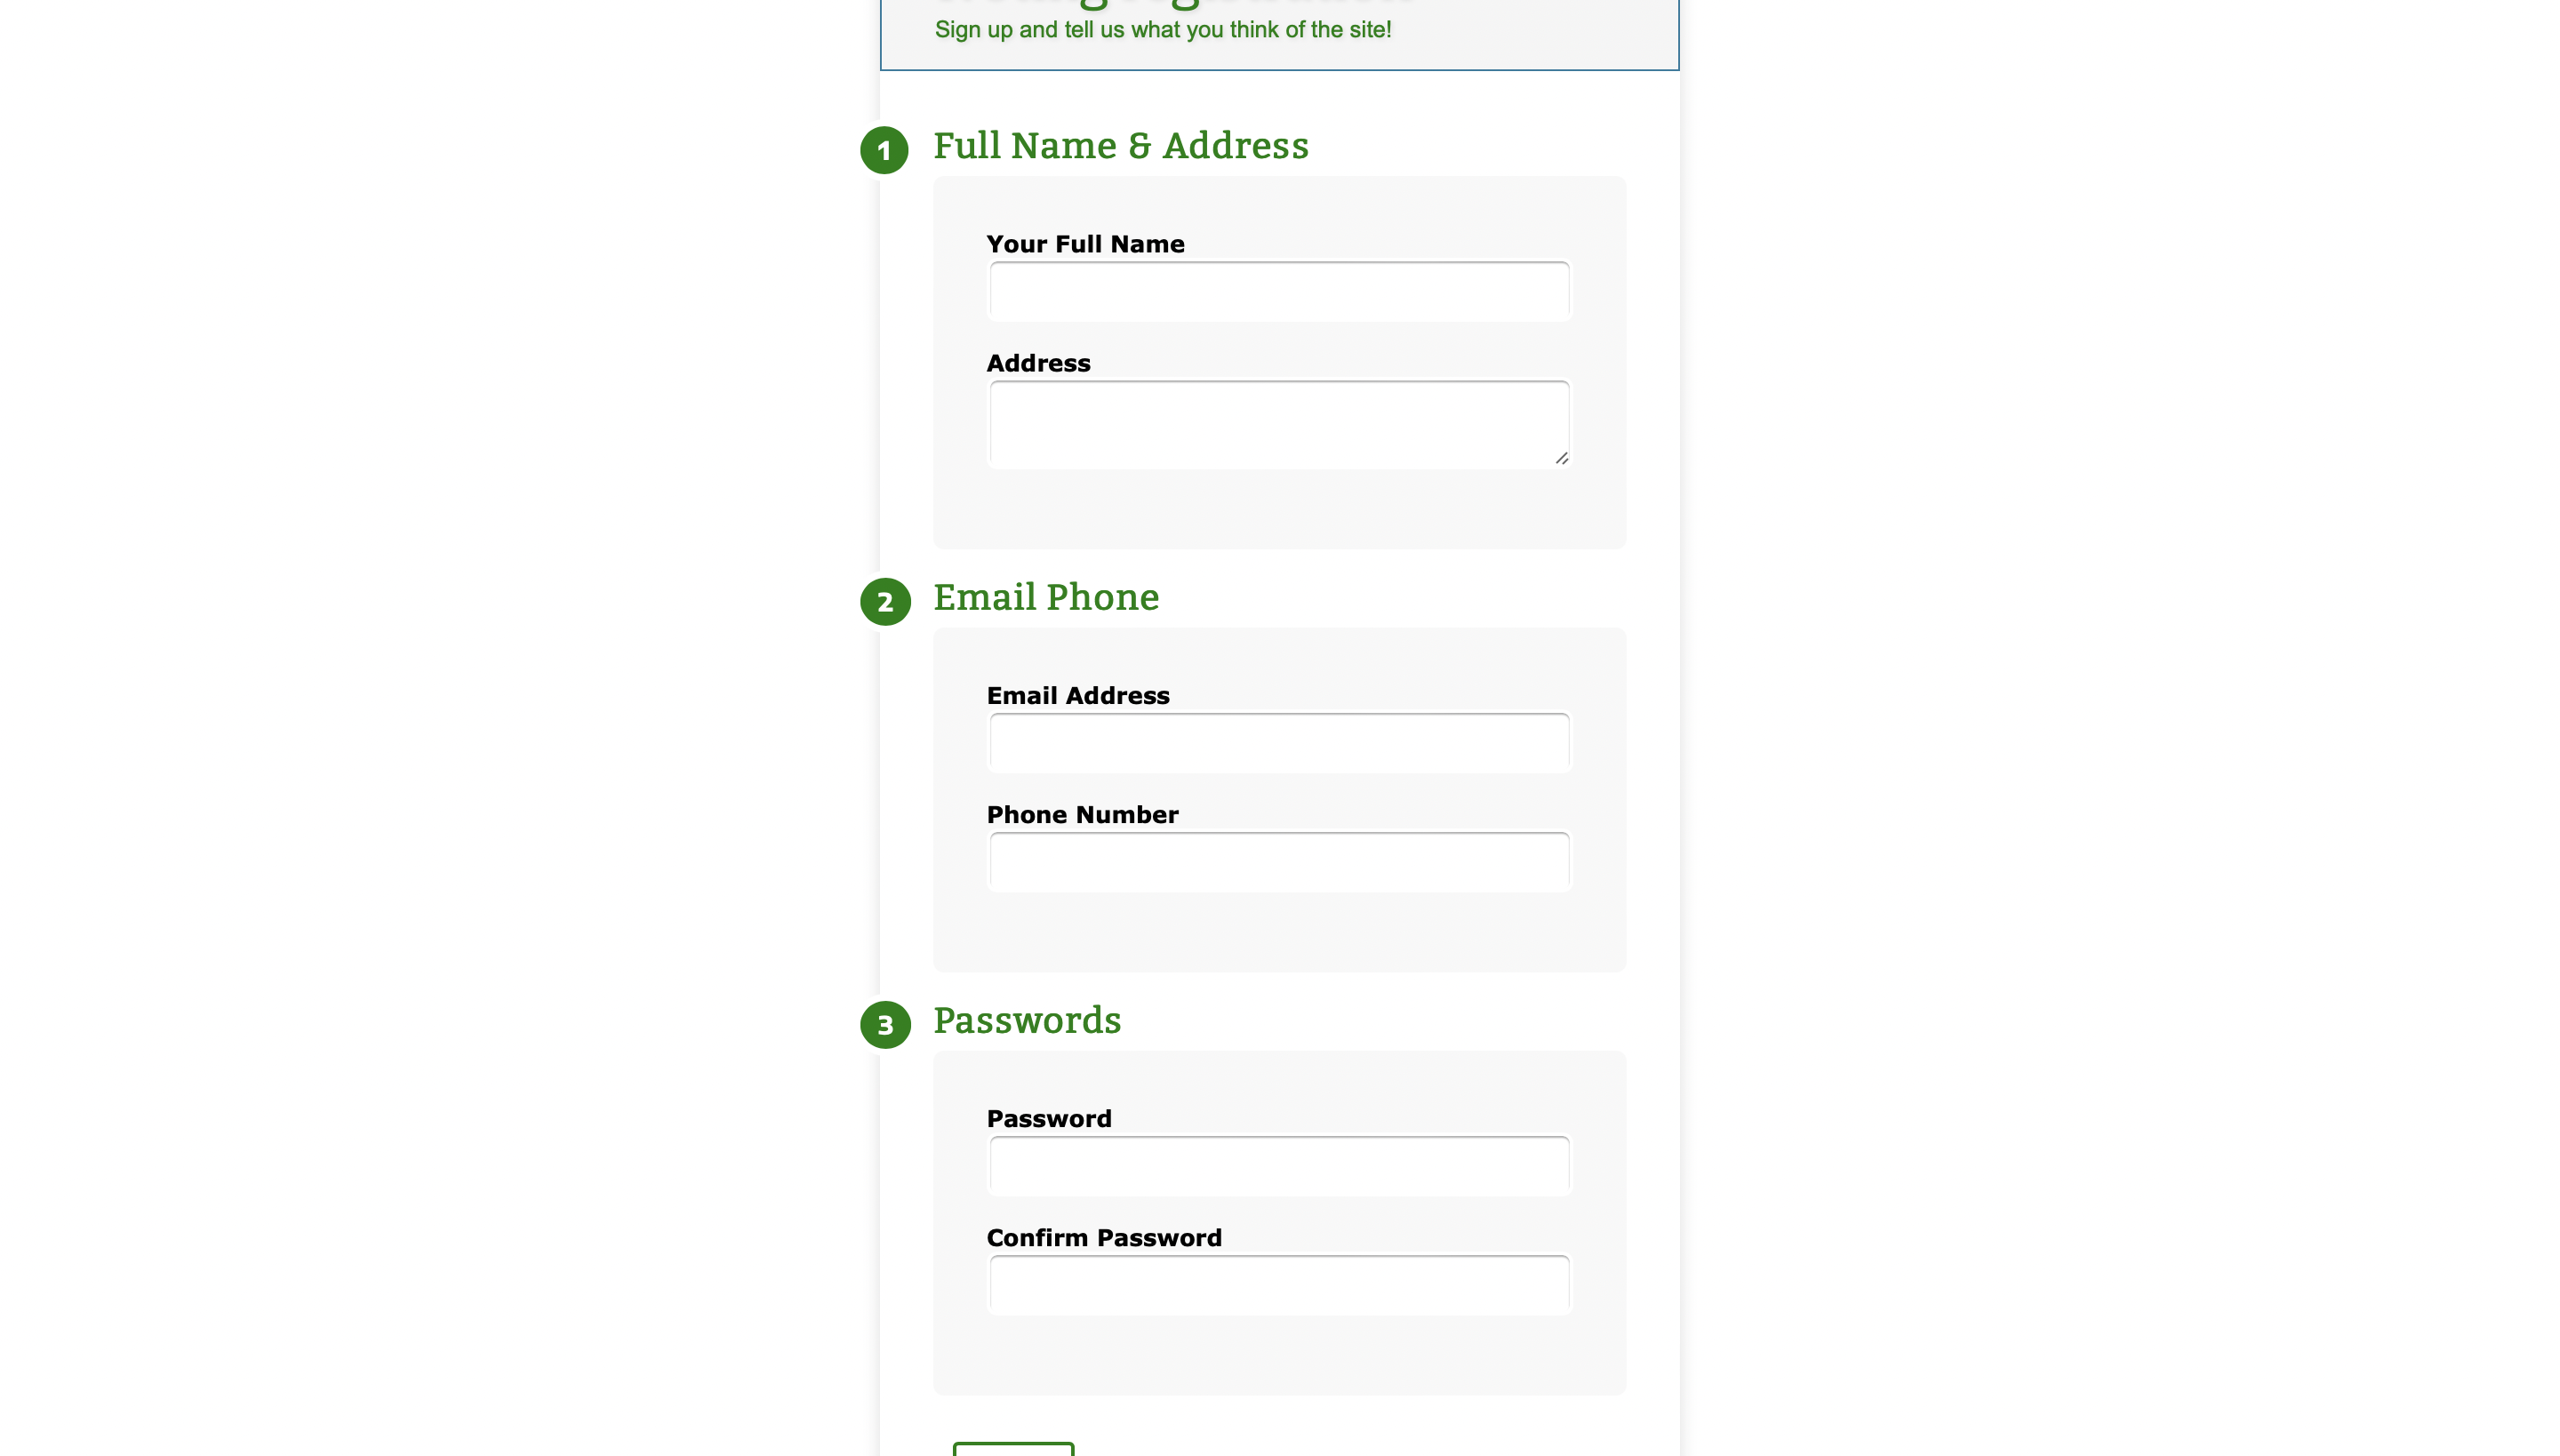 Sign up and tell us what you think of the site!
1 Full Name & Address
Your Full Name
Address
2 Email Phone
Email Address
Phone Number
3 Passwords
Password
Confirm Password